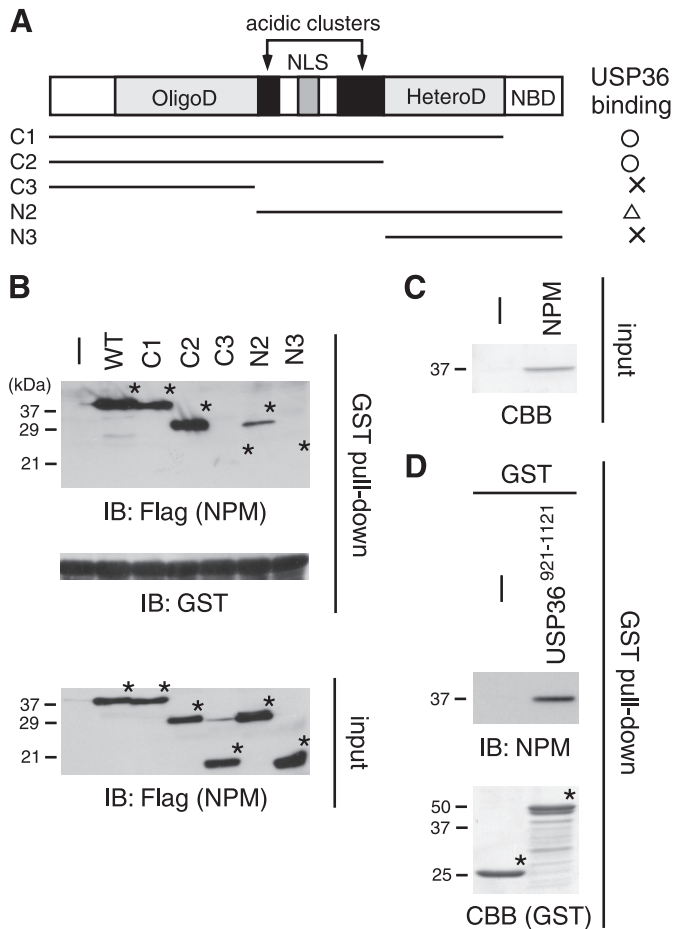 A
acidic clusters
NLS
OligoD
HeteroD
NBD
USP36
binding
C1
C2
C3
N2
N3
B
– WT C1 C2 C3 N2 N3
(kDa)
37
29
21
* * * * * *
IB: Flag (NPM)
IB: GST
GST pull-down
37
29
21
* * * * * *
IB: Flag (NPM)
input
C
– NPM
37
CBB
input
D
GST
– USP36 921-1121
37
IB: NPM
50
37
25
* *
CBB (GST)
GST pull-down